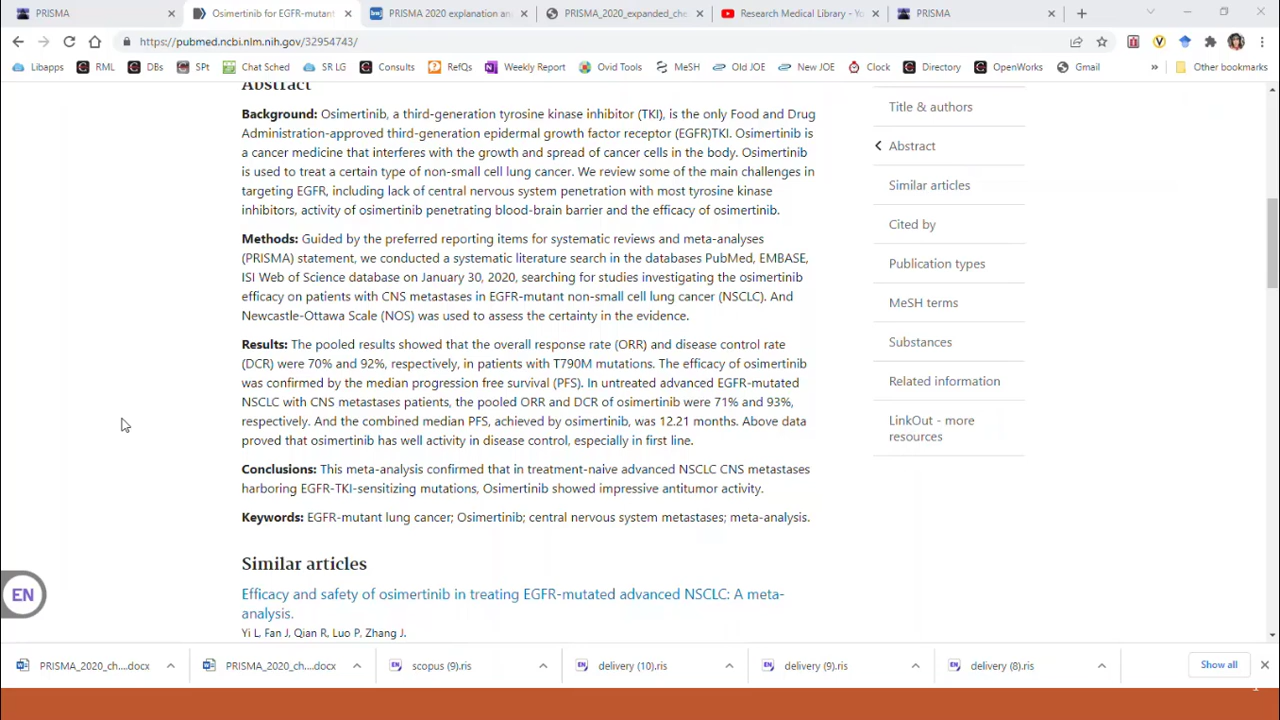 PRISMA
Osimertinib for EGFR-mutant
PRISMA 2020 explanation an
PRISMA_2020_expanded_che
Research Medical Library - Yo
PRISMA
https://pubmed.ncbi.nlm.nih.gov/32954743/
Libapps
RML
DBs
SPt
Chat Sched
SR LG
Consults
RefQs
Weekly Report
Ovid Tools
MeSH
Old JOE
New JOE
Clock
Directory
OpenWorks
Gmail
»
Other bookmarks
Abstract
Background: Osimertinib, a third-generation tyrosine kinase inhibitor (TKI), is the only Food and Drug
Administration-approved third-generation epidermal growth factor receptor (EGFR)TKI. Osimertinib is
a cancer medicine that interferes with the growth and spread of cancer cells in the body. Osimertinib
is used to treat a certain type of non-small cell lung cancer. We review some of the main challenges in
targeting EGFR, including lack of central nervous system penetration with most tyrosine kinase
inhibitors, activity of osimertinib penetrating blood-brain barrier and the efficacy of osimertinib.
Methods: Guided by the preferred reporting items for systematic reviews and meta-analyses
(PRISMA) statement, we conducted a systematic literature search in the databases PubMed, EMBASE,
ISI Web of Science database on January 30, 2020, searching for studies investigating the osimertinib
efficacy on patients with CNS metastases in EGFR-mutant non-small cell lung cancer (NSCLC). And
Newcastle-Ottawa Scale (NOS) was used to assess the certainty in the evidence.
Results: The pooled results showed that the overall response rate (ORR) and disease control rate
(DCR) were 70% and 92%, respectively, in patients with T790M mutations. The efficacy of osimertinib
was confirmed by the median progression free survival (PFS). In untreated advanced EGFR-mutated
NSCLC with CNS metastases patients, the pooled ORR and DCR of osimertinib were 71% and 93%,
respectively. And the combined median PFS, achieved by osimertinib, was 12.21 months. Above data
proved that osimertinib has well activity in disease control, especially in first line.
Conclusions: This meta-analysis confirmed that in treatment-naive advanced NSCLC CNS metastases
harboring EGFR-TKI-sensitizing mutations, Osimertinib showed impressive antitumor activity.
Keywords: EGFR-mutant lung cancer; Osimertinib; central nervous system metastases; meta-analysis.
Similar articles
Efficacy and safety of osimertinib in treating EGFR-mutated advanced NSCLC: A meta-
analysis.
Yi L, Fan J, Qian R, Luo P, Zhang J.
Title & authors
Abstract
Similar articles
Cited by
Publication types
MeSH terms
Substances
Related information
LinkOut - more
resources
EN
PRISMA_2020_ch....docx
PRISMA_2020_ch....docx
scopus (9).ris
delivery (10).ris
delivery (9).ris
delivery (8).ris
Show all